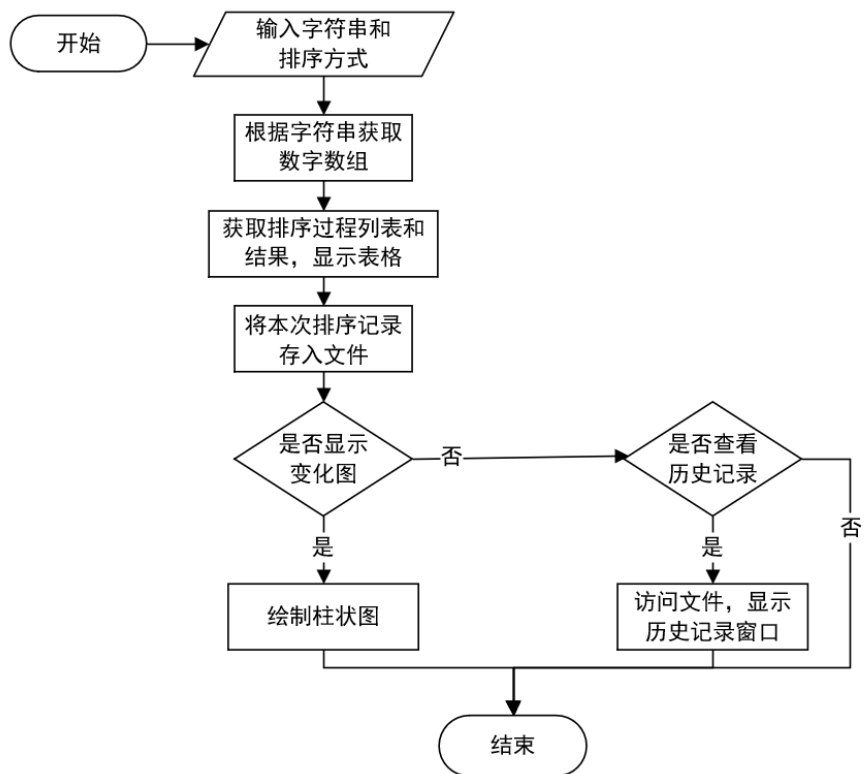 开始
输入字符串和
排序方式
根据字符串获取
数字数组
获取排序过程列表和
结果，显示表格
将本次排序记录
存入文件
是否显示
变化图
否
是否查看
历史记录
否
是
是
绘制柱状图
访问文件，显示
历史记录窗口
结束